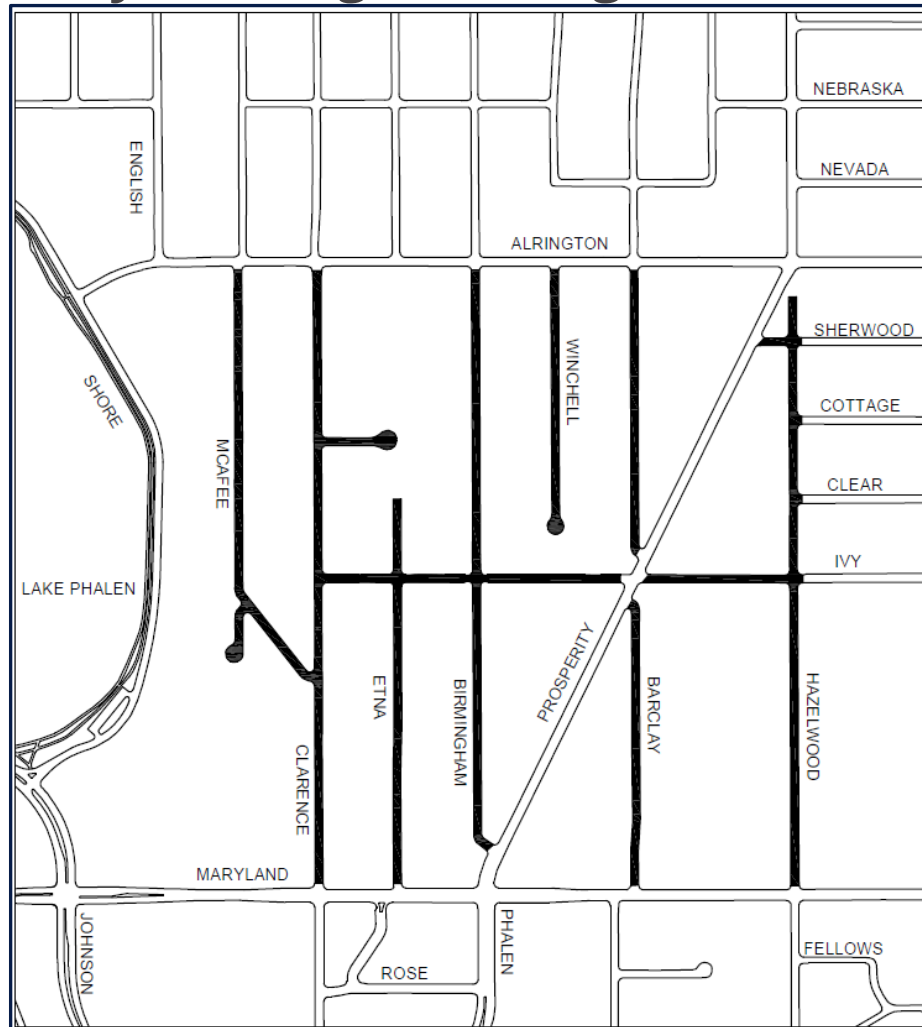 NEBRASKA
ENGLISH
NEVADA
ALRINGTON
SHERWOOD
WINCHELL
SHORE
COTTAGE
MCAFEE
CLEAR
IVY
LAKE PHALEN
PROSPERITY
ETNA
BIRMINGHAM
BARCLAY
HAZELWOOD
CLARENCE
MARYLAND
JOHNSON
PHALEN
FELLOWS
ROSE